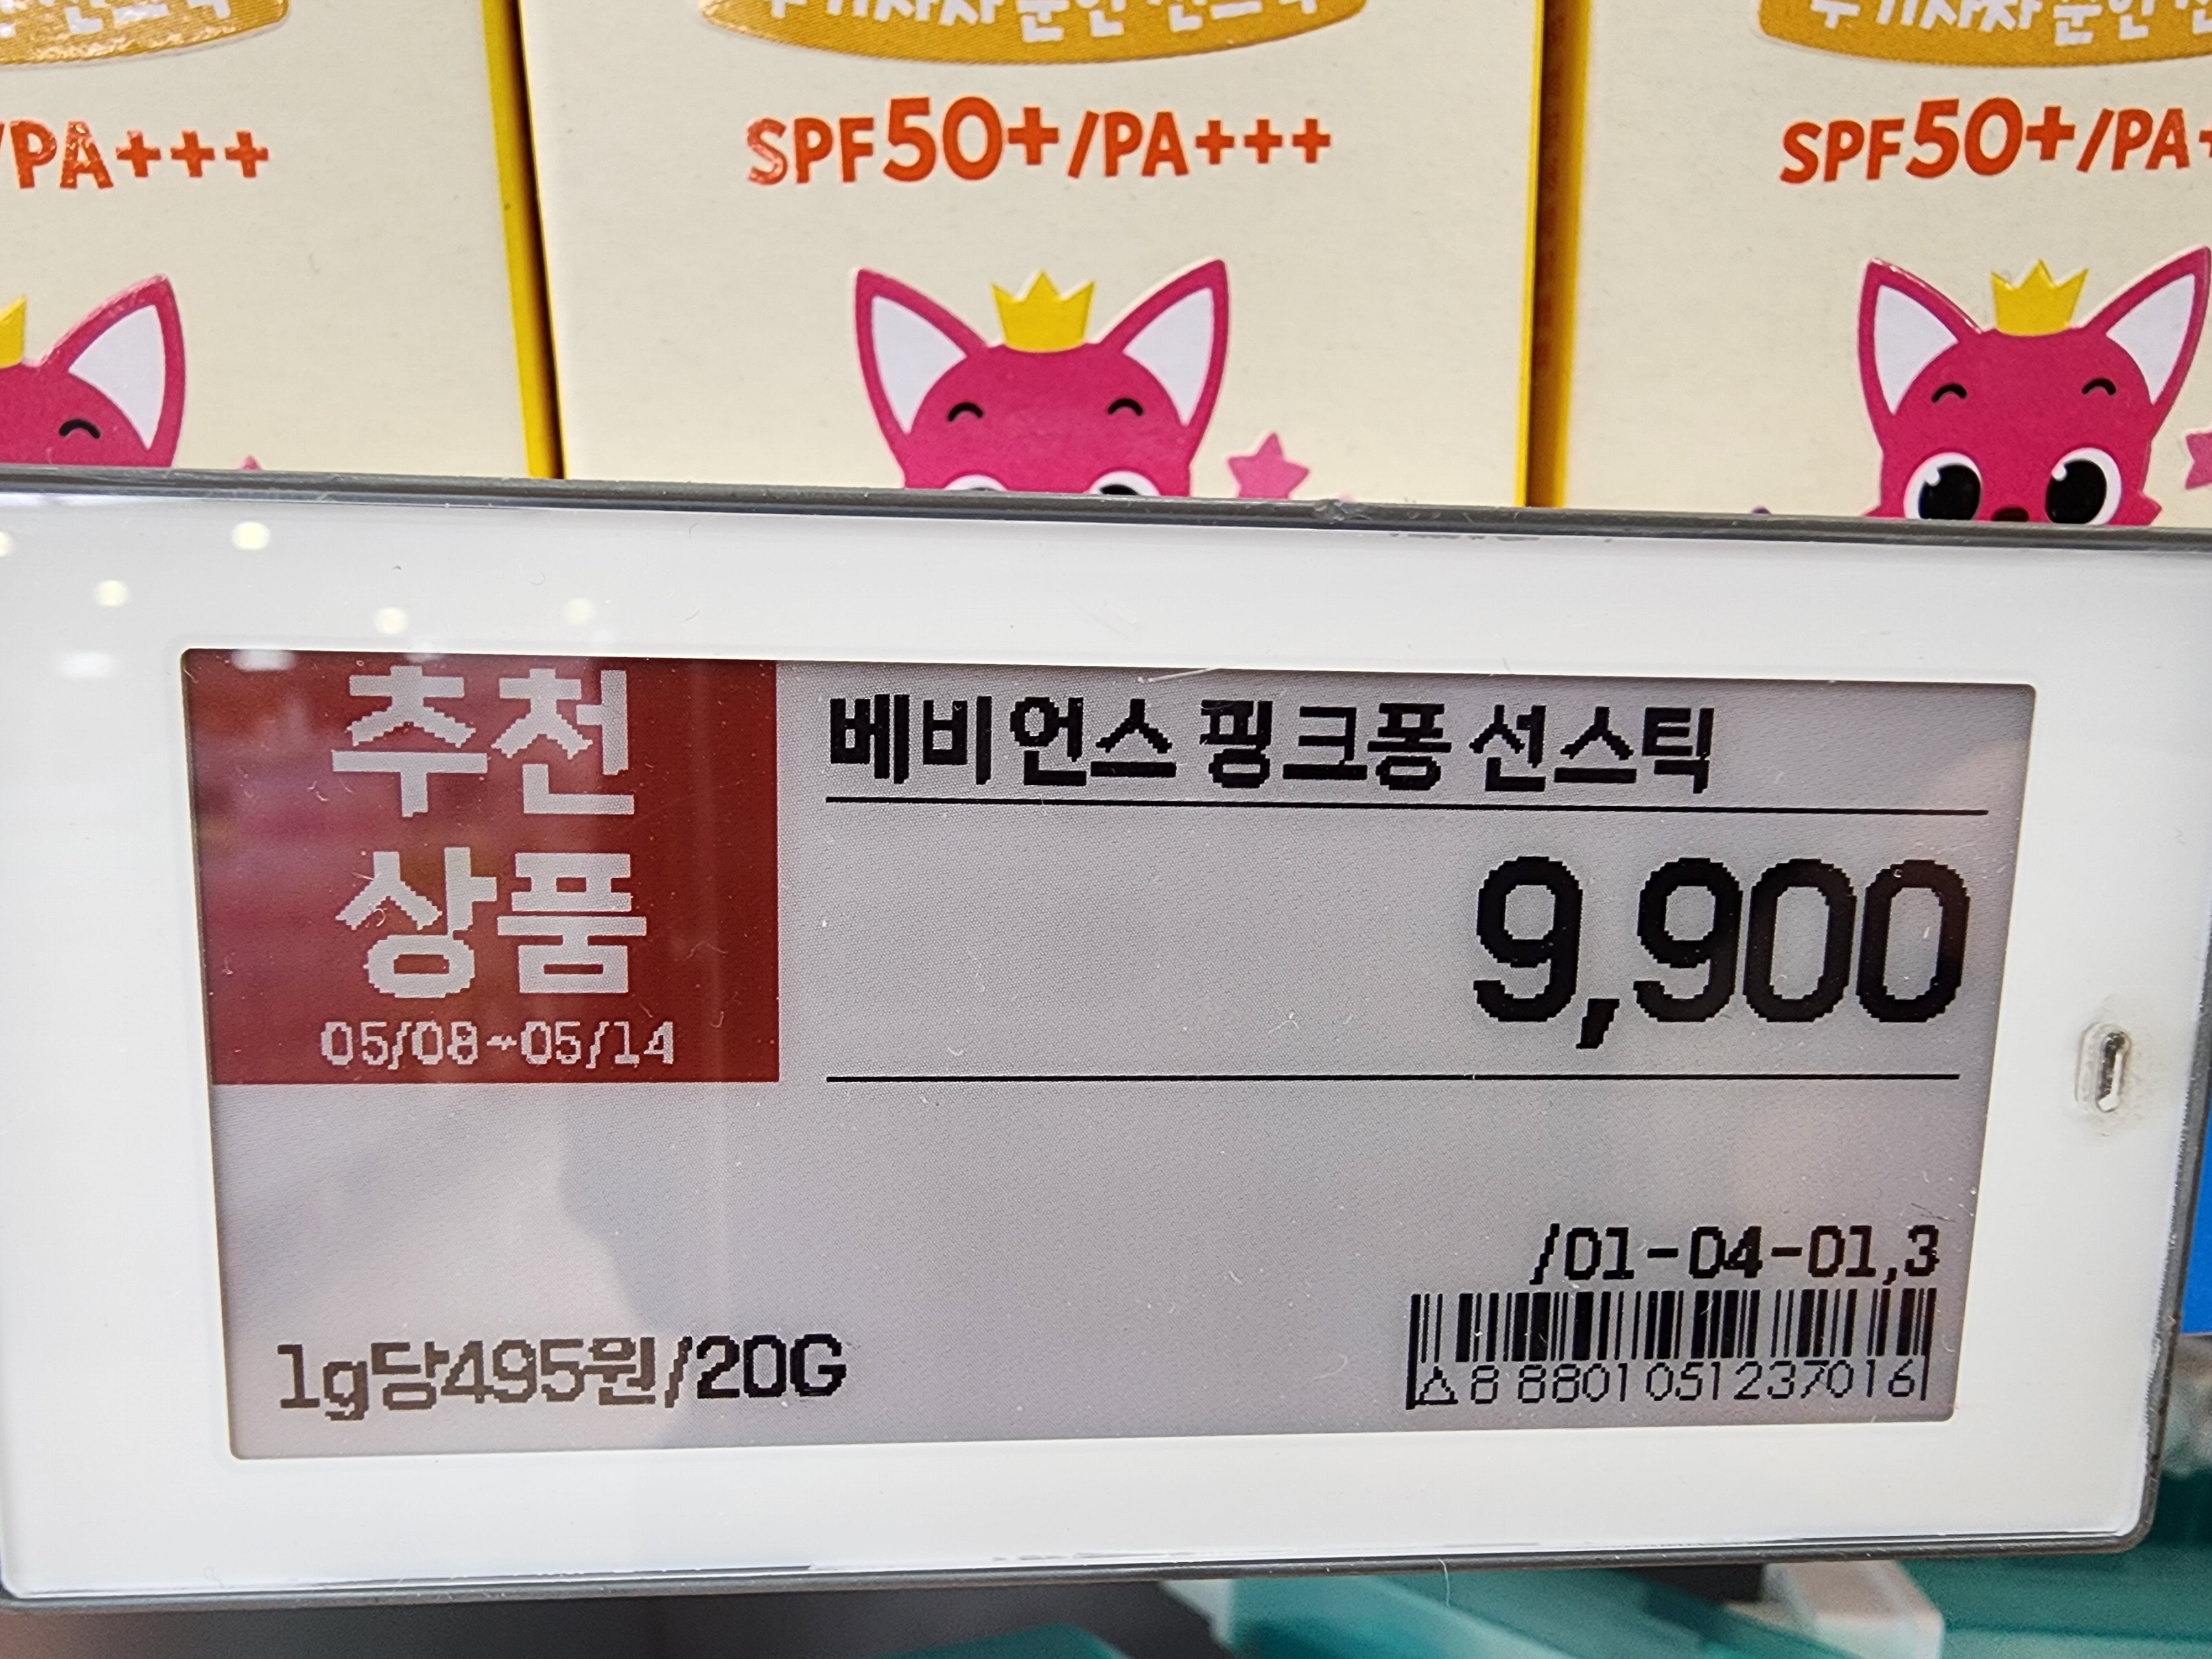 SPF50+/PA+++
/PA+++
SPF50+/PA+
추천
상품
05/08~05/14
베비언스 핑크퐁 선스틱
9,900
/01-04-01,3
1g당495원/20G
△8 8801051237016